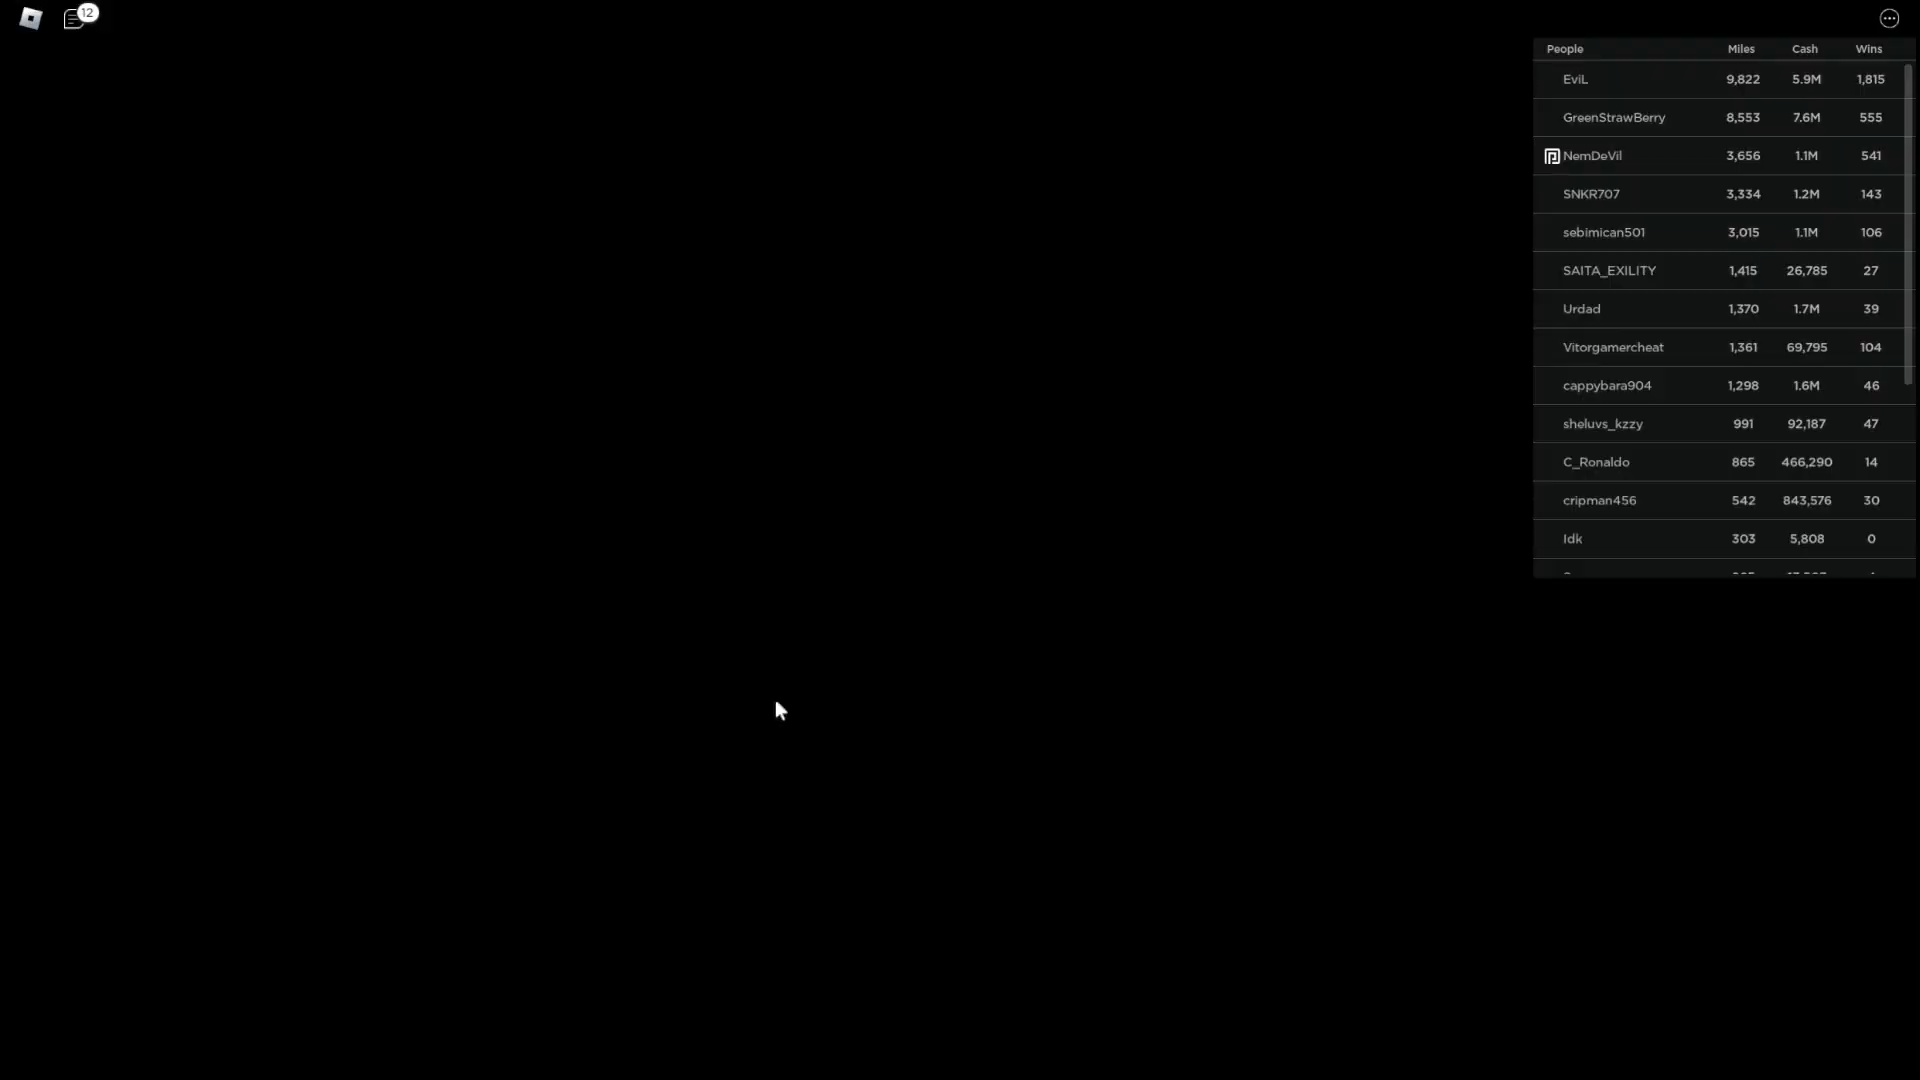 12
People Miles Cash Wins
EviL 9,822 5.9M 1,815
GreenStrawBerry 8,553 7.6M 555
NemDeVil 3,656 1.1M 541
SNKR707 3,334 1.2M 143
sebimican501 3,015 1.1M 106
SAITA_EXILITY 1,415 26,785 27
Urdad 1,370 1.7M 39
Vitorgamercheat 1,361 69,795 104
cappybara904 1,298 1.6M 46
sheluvs_kzzy 991 92,187 47
C_Ronaldo 865 466,290 14
cripman456 542 843,576 30
Idk 303 5,808 0